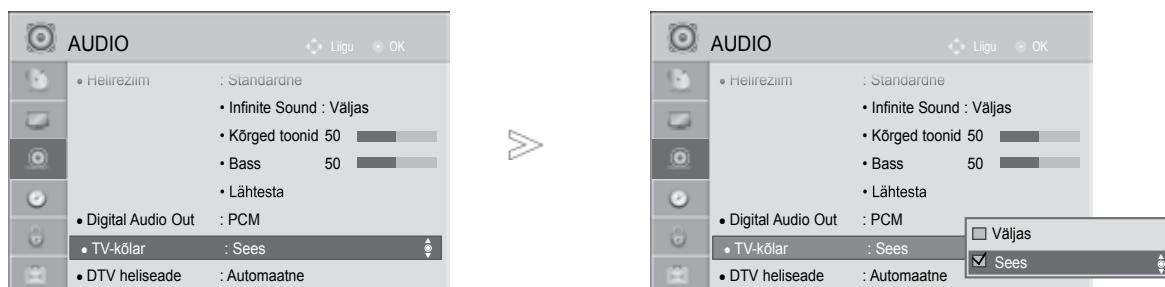 AUDIO Liigu OK
• Helirežiim : Standardne
• Infinite Sound : Väljas
• Kõrged toonid 50
• Bass 50
• Lähtesta
• Digital Audio Out : PCM
• TV-kõlar : Sees
• DTV heliseade : Automaatne
>
AUDIO Liigu OK
• Helirežiim : Standardne
• Infinite Sound : Väljas
• Kõrged toonid 50
• Bass 50
• Lähtesta
• Digital Audio Out : PCM
• TV-kõlar : Sees
• DTV heliseade : Automaatne
Väljas
Sees